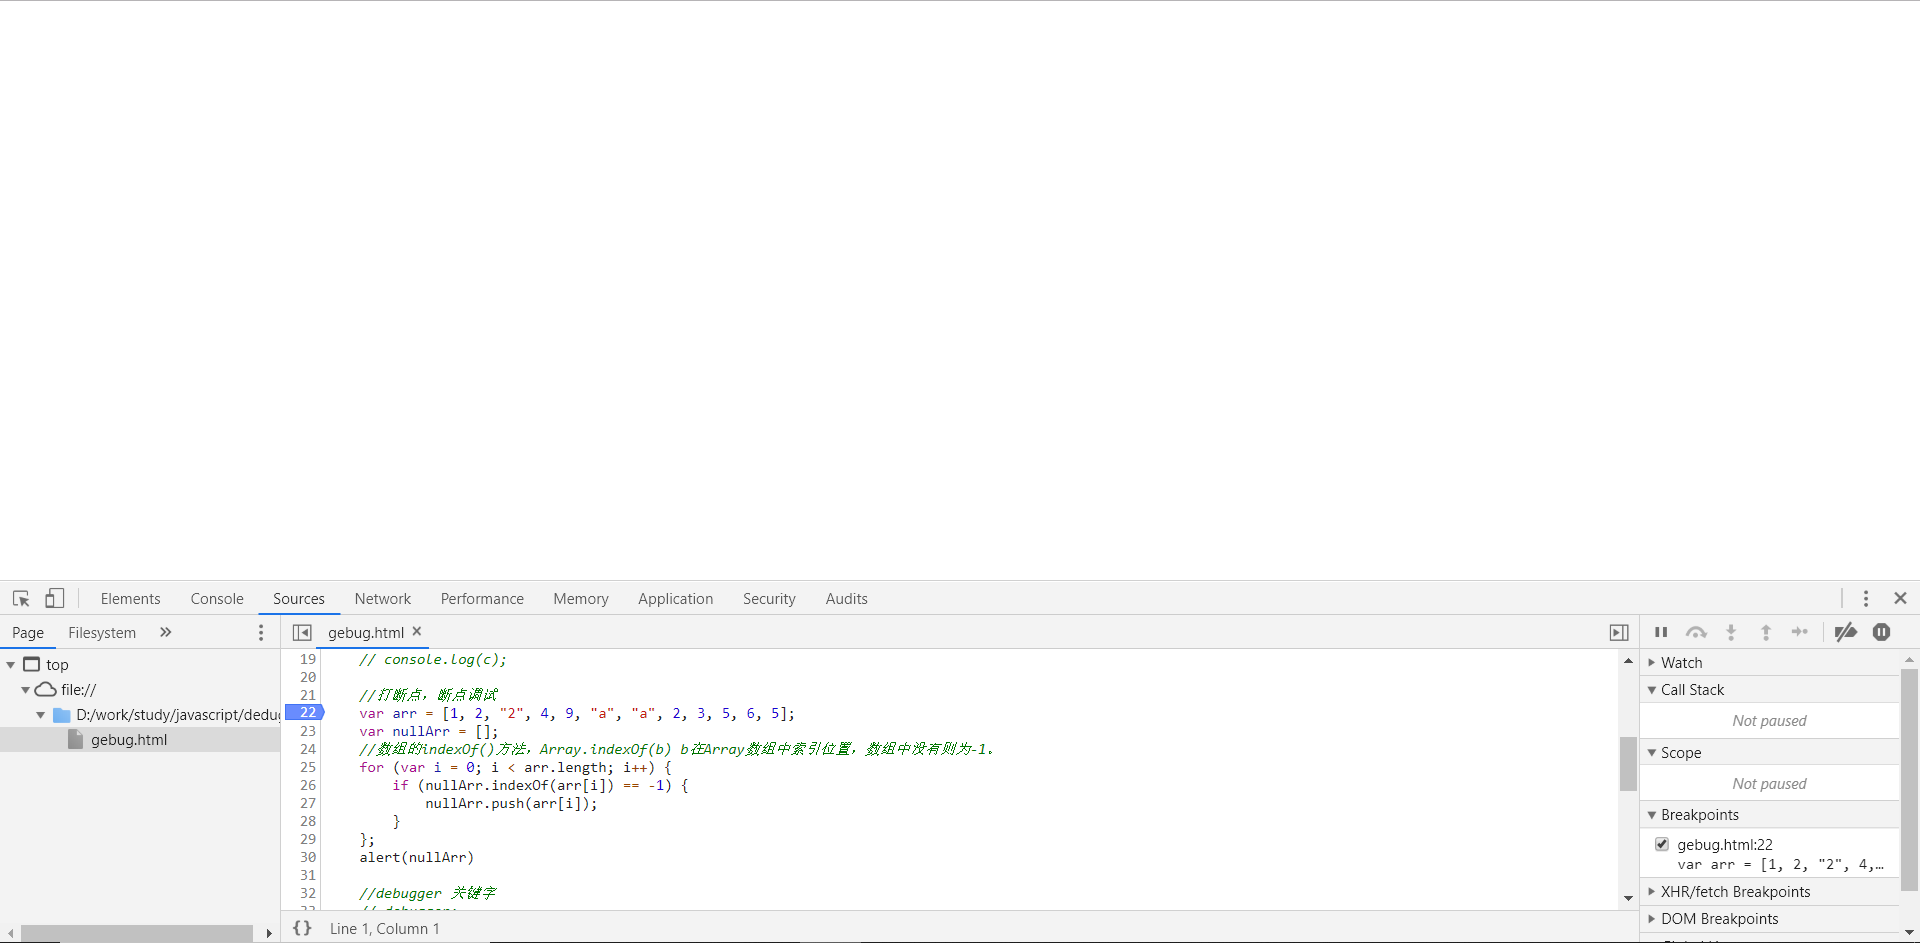 Elements Console Sources Network Performance Memory Application Security Audits
Page Filesystem
gebug.html
top
file://
D:/work/study/javascript/dedug
gebug.html
19 // console.log(c);
20
21 //打断点，断点调试
22 var arr = [1, 2, "2", 4, 9, "a", "a", 2, 3, 5, 6, 5];
23 var nullArr = [];
24 //数组的indexOf()方法，Array.indexOf(b) b在Array数组中索引位置，数组中没有则为-1。
25 for (var i = 0; i < arr.length; i++) {
26 if (nullArr.indexOf(arr[i]) == -1) {
27 nullArr.push(arr[i]);
28 }
29 };
30 alert(nullArr)
31
32 //debugger 关键字
{} Line 1, Column 1
Watch
Call Stack
Not paused
Scope
Not paused
Breakpoints
gebug.html:22
var arr = [1, 2, "2", 4,…
XHR/fetch Breakpoints
DOM Breakpoints